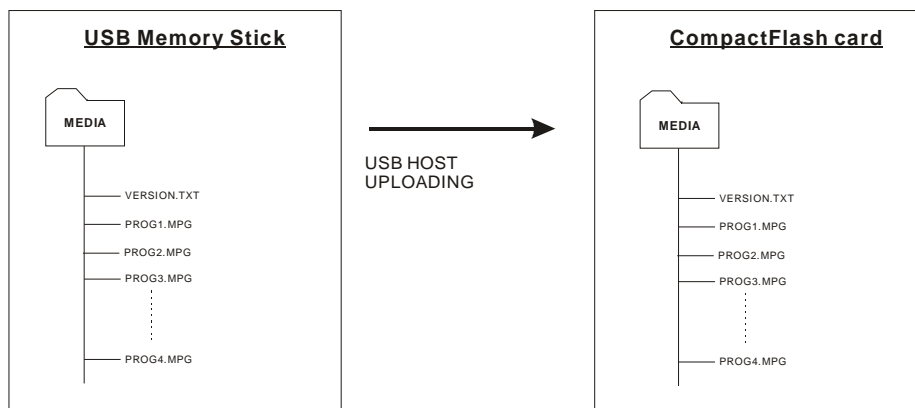 USB Memory Stick
MEDIA
VERSION.TXT
PROG1.MPG
PROG2.MPG
PROG3.MPG
PROG4.MPG
USB HOST
UPLOADING
CompactFlash card
MEDIA
VERSION.TXT
PROG1.MPG
PROG2.MPG
PROG3.MPG
PROG4.MPG